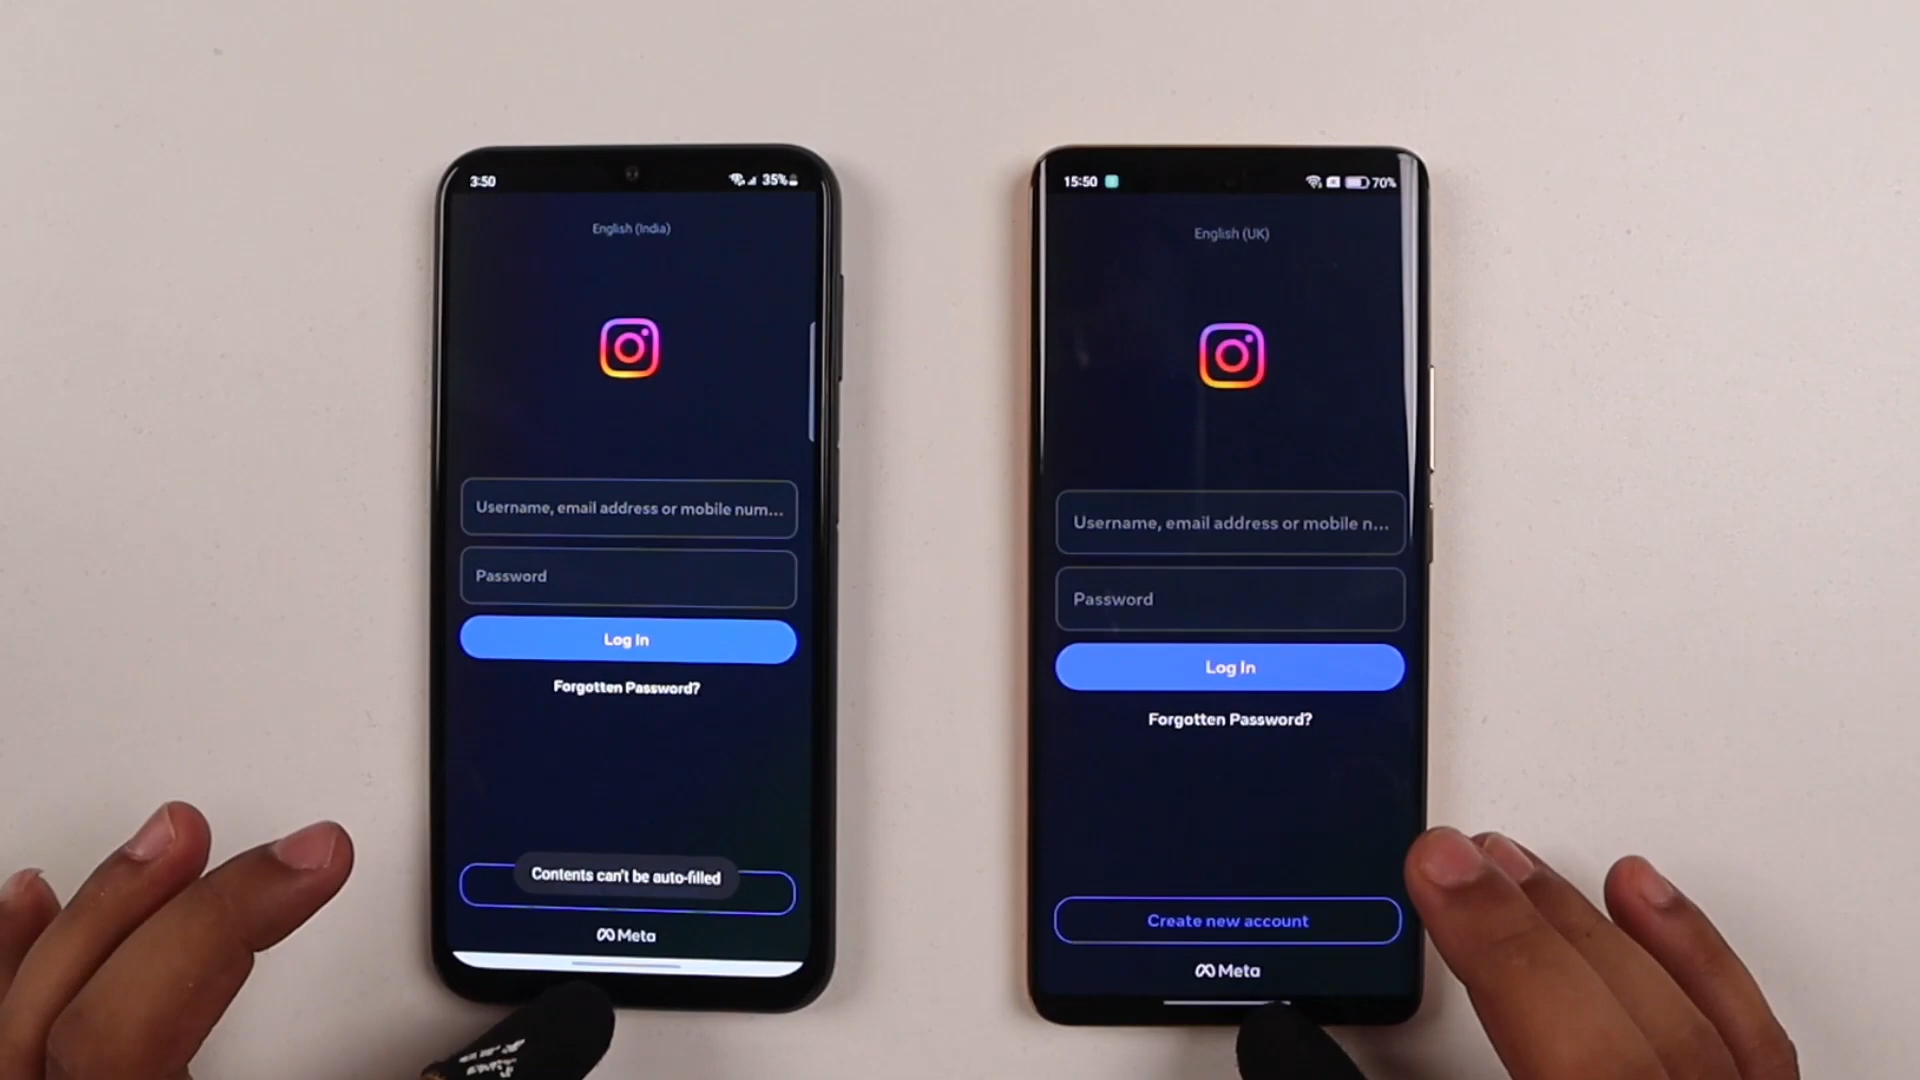 3:50
35%
English (India)
Username, email address or mobile num...
Password
Log In
Forgotten Password?
Contents can't be auto-filled
Meta
15:50
70%
English (UK)
Username, email address or mobile n...
Password
Log In
Forgotten Password?
Create new account
Meta